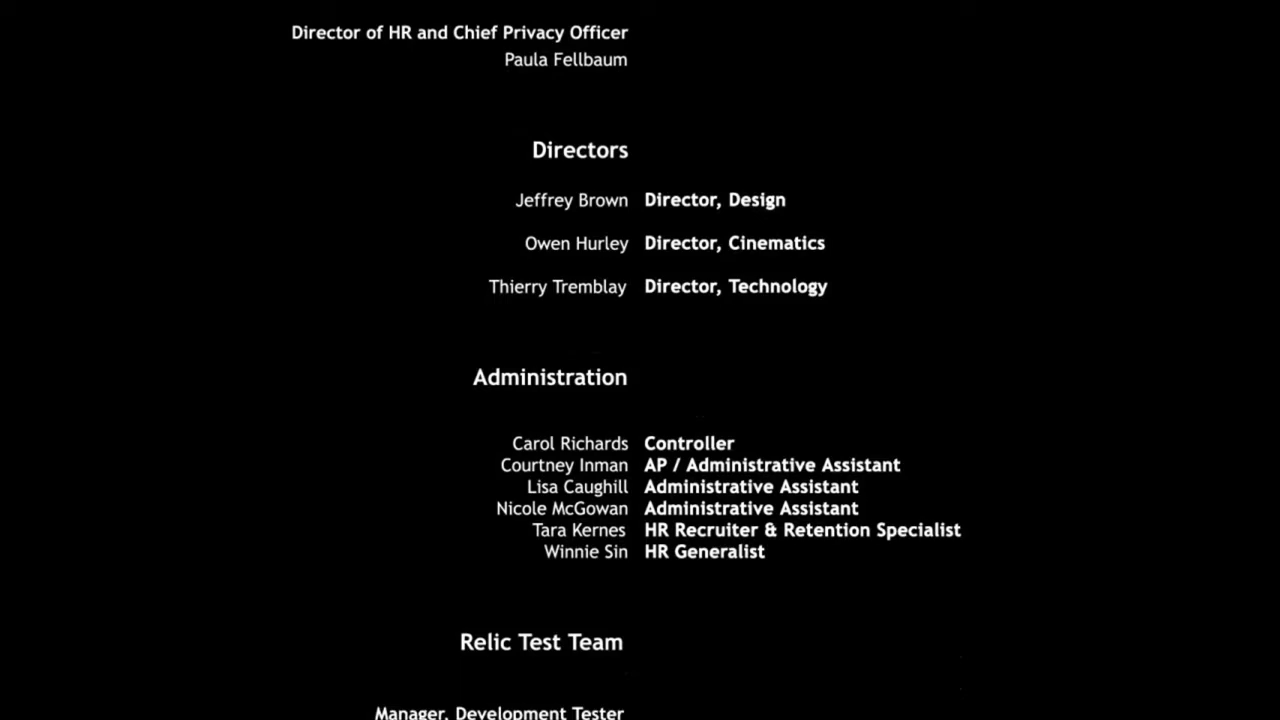 Director of HR and Chief Privacy Officer
Paula Fellbaum
Directors
Jeffrey Brown Director, Design
Owen Hurley Director, Cinematics
Thierry Tremblay Director, Technology
Administration
Carol Richards Controller
Courtney Inman AP / Administrative Assistant
Lisa Caughill Administrative Assistant
Nicole McGowan Administrative Assistant
Tara Kernes HR Recruiter & Retention Specialist
Winnie Sin HR Generalist
Relic Test Team
Manager, Development Tester